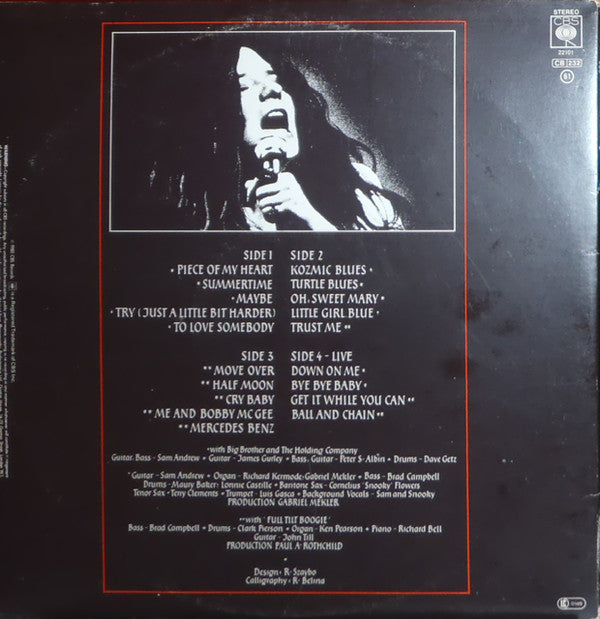 STEREO
CBS
22101
CB 232
61
SIDE 1
• PIECE OF MY HEART
• SUMMERTIME
• MAYBE
• TRY (JUST A LITTLE BIT HARDER)
• TO LOVE SOMEBODY
SIDE 2
KOZMIC BLUES •
TURTLE BLUES •
OH, SWEET MARY •
LITTLE GIRL BLUE •
TRUST ME ••
SIDE 3
•• MOVE OVER
•• HALF MOON
•• CRY BABY
•• ME AND BOBBY MC GEE
•• MERCEDES BENZ
SIDE 4 - LIVE
DOWN ON ME •
BYE BYE BABY •
GET IT WHILE YOU CAN ••
BALL AND CHAIN ••
•with Big Brother and The Holding Company
Guitar. Bass - Sam Andrew • Guitar - James Gurley • Bass. Guitar - Peter S. Albin • Drums - Dave Getz
•Guitar - Sam Andrew • Organ - Richard Kermode-Gabriel Mekler • Bass - Brad Campbell
Drums - Maury Baker: Lonnie Castille • Baritone Sax - Cornelius 'Snooky' Flowers
Tenor Sax • Terry Clements • Trumpet - Luis Gasca • Background Vocals - Sam and Snooky
PRODUCTION GABRIEL MEKLER
••with 'FULL TILT BOOGIE'
Bass - Brad Campbell • Drums - Clark Pierson • Organ - Ken Pearson • Piano - Richard Bell
Guitar - John Till
PRODUCTION PAUL A. ROTHCHILD
Design: R. Szaybo
Calligraphy: R. Belina